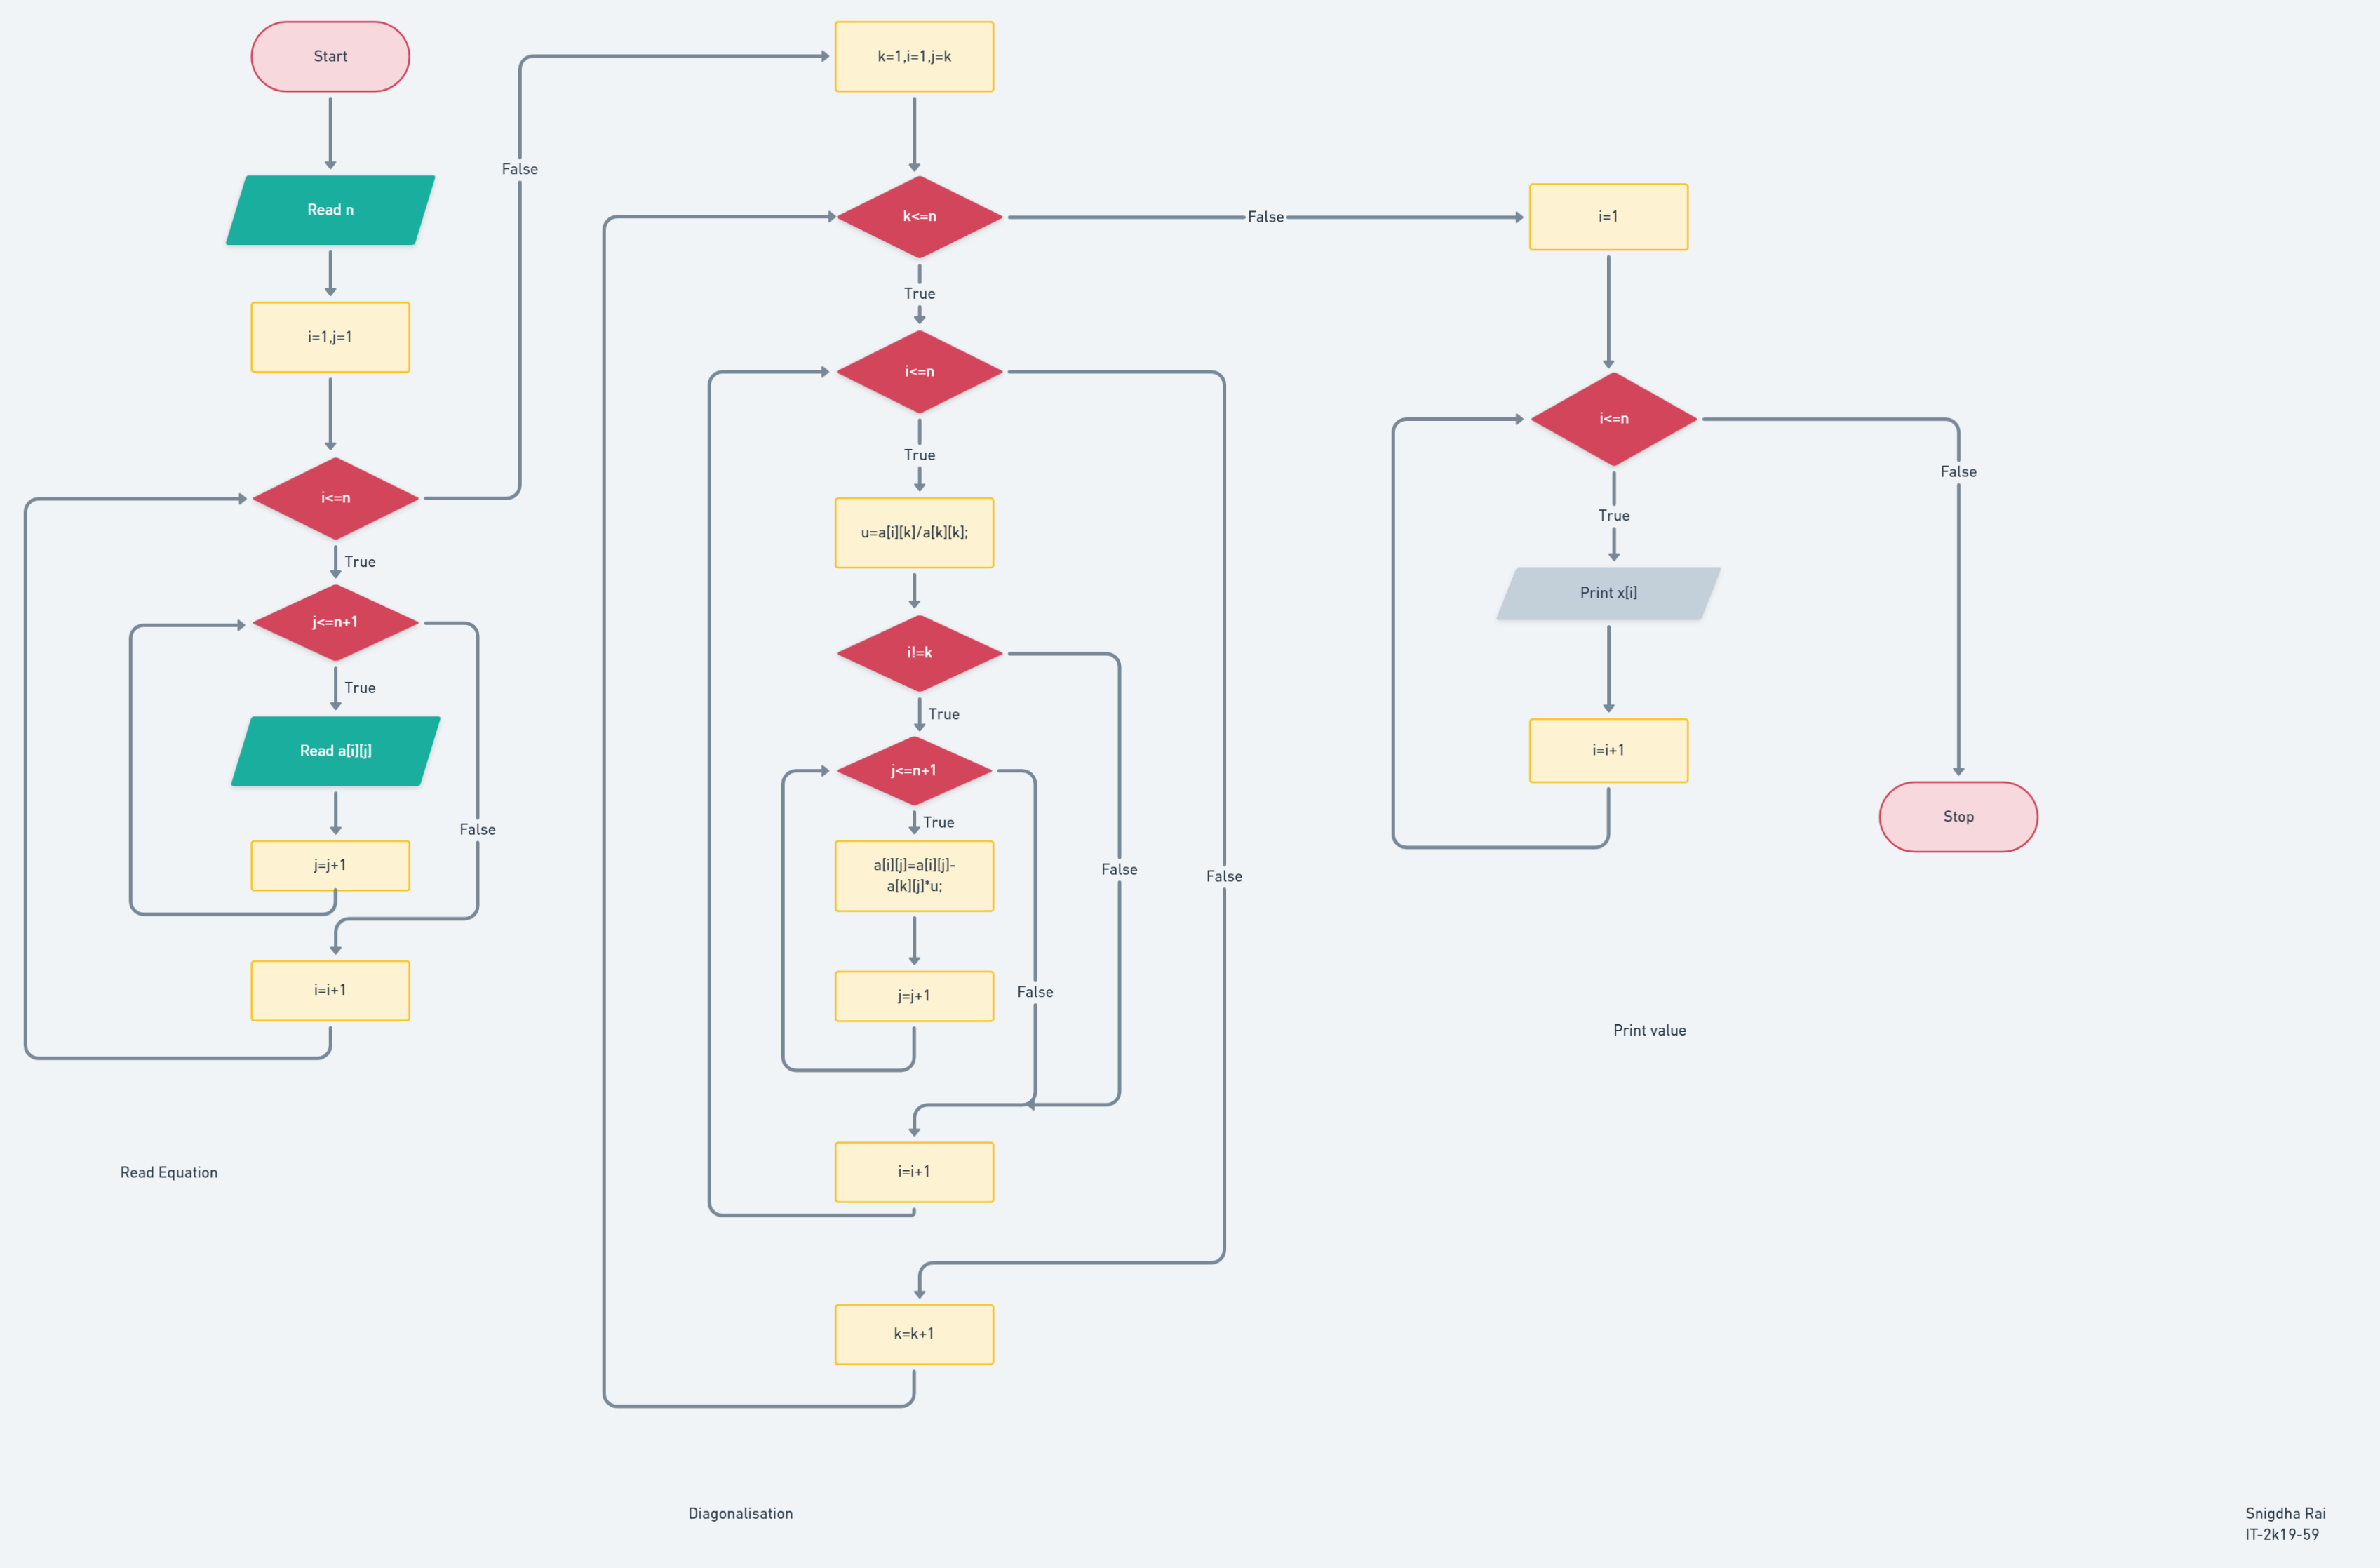 Start
Read n
i=1,j=1
i<=n
False
True
j<=n+1
True
Read a[i][j]
False
j=j+1
i=i+1
Read Equation
k=1,i=1,j=k
k<=n
False
True
i<=n
True
u=a[i][k]/a[k][k];
i!=k
True
j<=n+1
True
a[i][j]=a[i][j]-
a[k][j]*u;
False
False
False
j=j+1
i=i+1
k=k+1
Diagonalisation
i=1
i<=n
False
True
Print x[i]
i=i+1
Stop
Print value
Snigdha Rai
IT-2k19-59